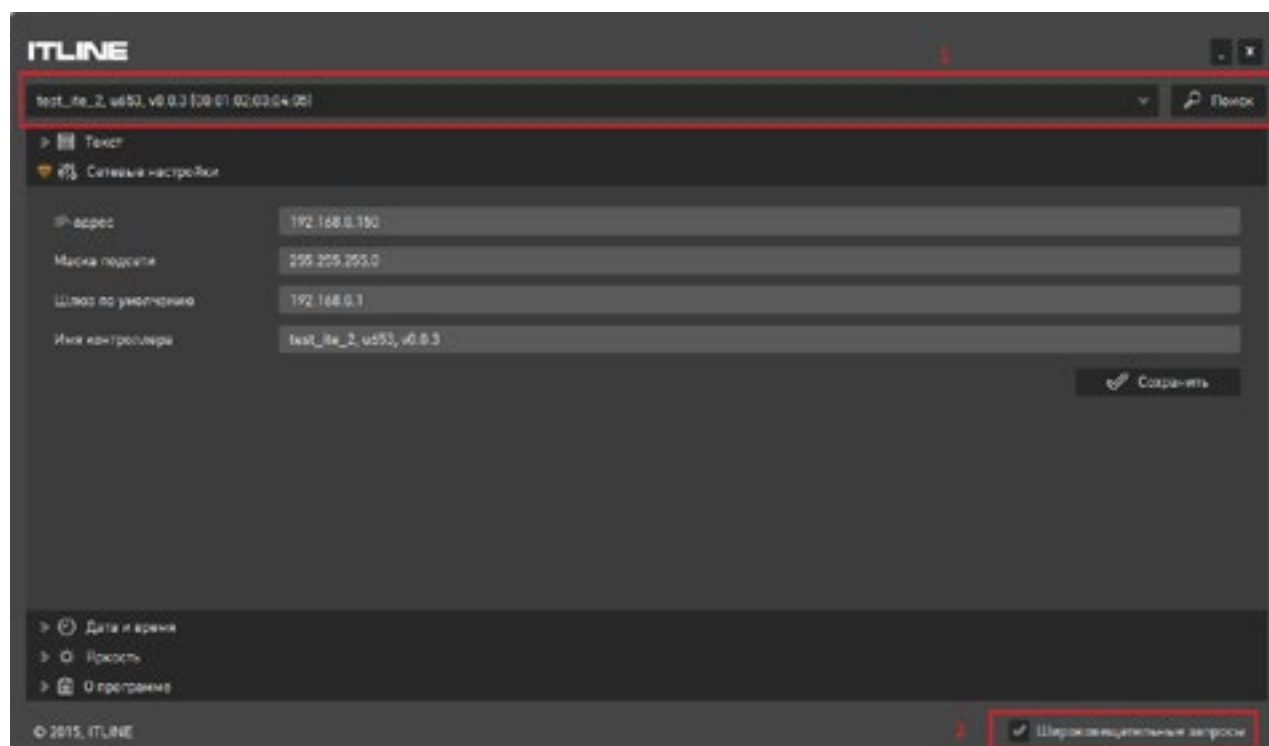 ITLINE
1
test_ite_2, u653, v0.0.3 [00:01:02:03:04:05]
Поиск
Текст
Сетевые настройки
IP-адрес 192.168.0.150
Маска подсети 255.255.255.0
Шлюз по умолчанию 192.168.0.1
Имя контроллера test_ite_2, u653, v0.0.3
Сохранить
Дата и время
Яркость
О программе
© 2015, ITLINE
2 Широковещательные запросы